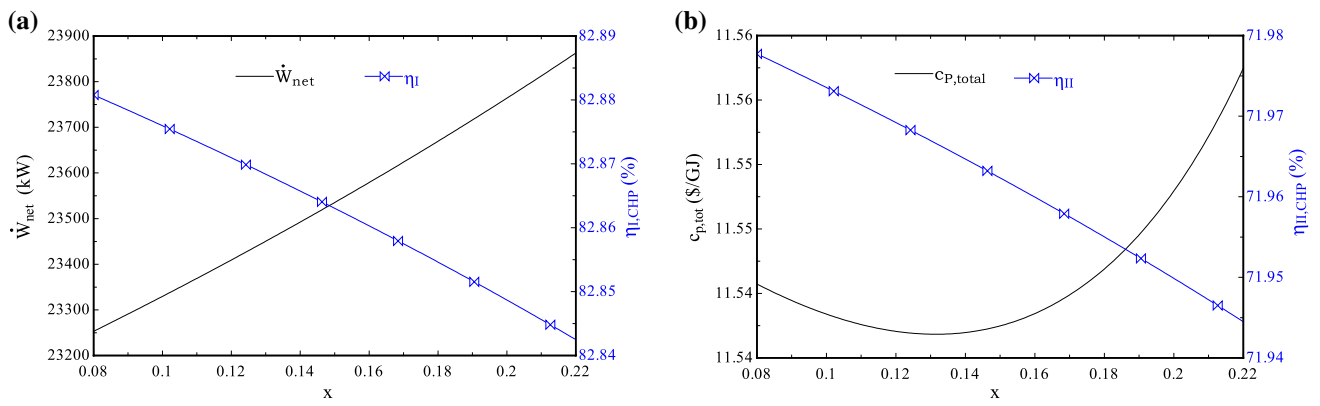 (a)
23900
23800
23700
23600
23500
23400
23300
23200
Ẇnet (kW)
Ẇnet
ηI
82.89
82.88
82.87
82.86
82.85
82.84
ηI,CHP (%)
0.08 0.1 0.12 0.14 0.16 0.18 0.2 0.22
x
(b)
11.56
11.56
11.55
11.55
11.54
11.54
cp,tot ($/GJ)
cP,total
ηII
71.98
71.97
71.96
71.95
71.94
ηII,CHP (%)
0.08 0.1 0.12 0.14 0.16 0.18 0.2 0.22
x